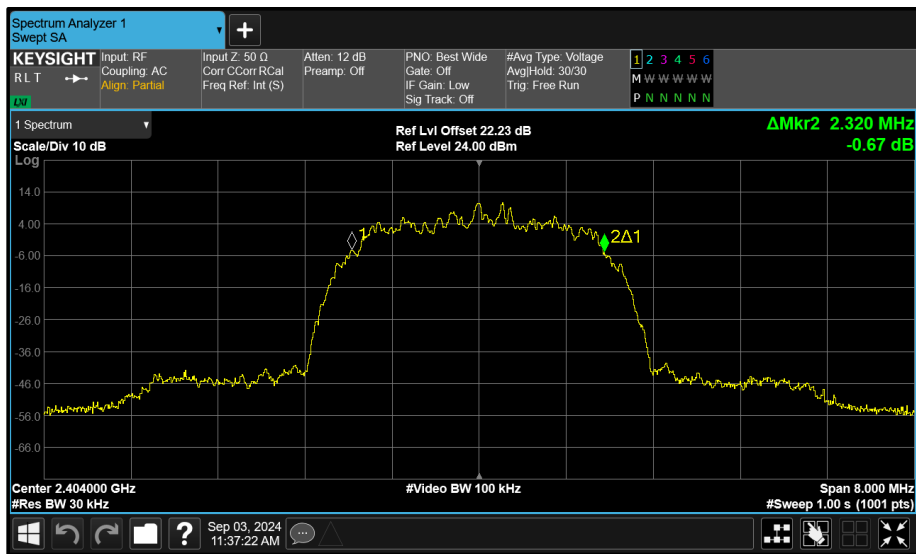 Spectrum Analyzer 1
Swept SA
KEYSIGHT
R L T
LXI
Input: RF
Coupling: AC
Align: Partial
Input Z: 50 Ω
Corr CCorr RCal
Freq Ref: Int (S)
Atten: 12 dB
Preamp: Off
PNO: Best Wide
Gate: Off
IF Gain: Low
Sig Track: Off
#Avg Type: Voltage
Avg|Hold: 30/30
Trig: Free Run
1 2 3 4 5 6
M W W W W W
P N N N N N
1 Spectrum
Scale/Div 10 dB
Log
Ref Lvl Offset 22.23 dB
Ref Level 24.00 dBm
ΔMkr2 2.320 MHz
-0.67 dB
14.0
4.00
-6.00
-16.0
-26.0
-36.0
-46.0
-56.0
-66.0
1
2Δ1
Center 2.404000 GHz
#Res BW 30 kHz
#Video BW 100 kHz
Span 8.000 MHz
#Sweep 1.00 s (1001 pts)
?
Sep 03, 2024
11:37:22 AM